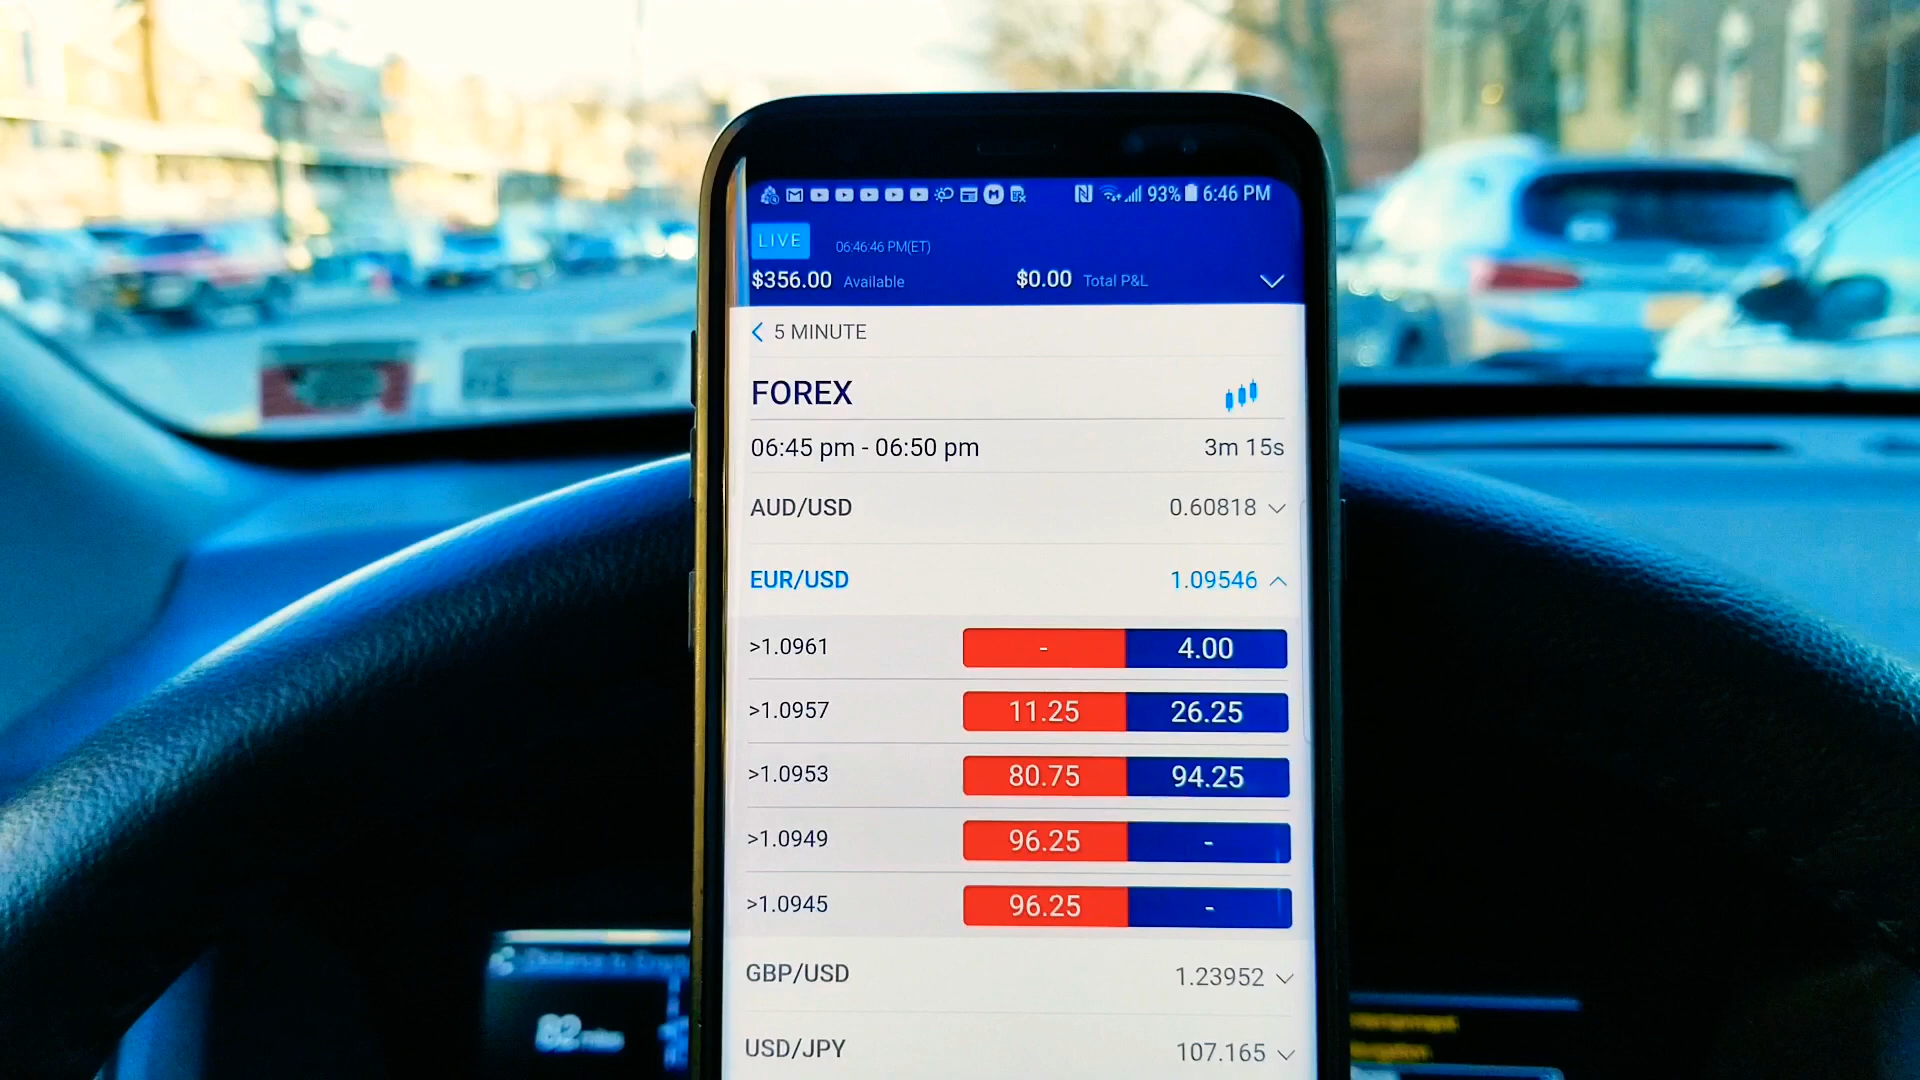 93% 6:46 PM
LIVE 06:46:46 PM(ET)
$356.00 Available $0.00 Total P&L
5 MINUTE
FOREX
06:45 pm - 06:50 pm 3m 15s
AUD/USD 0.60818
EUR/USD 1.09546
>1.0961 - 4.00
>1.0957 11.25 26.25
>1.0953 80.75 94.25
>1.0949 96.25 -
>1.0945 96.25 -
GBP/USD 1.23952
USD/JPY 107.165
82 miles